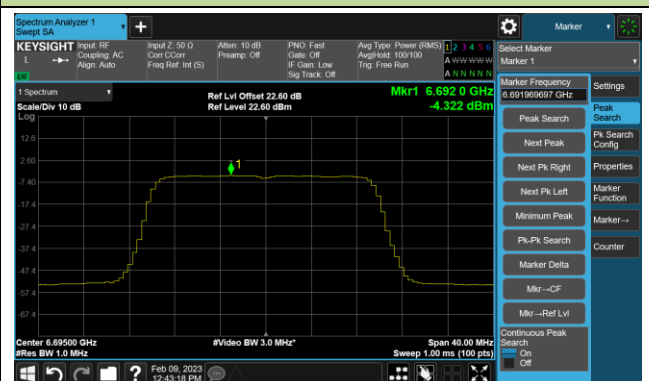 Spectrum Analyzer 1
Swept SA
Marker
KEYSIGHT
L
Input: RF
Coupling: AC
Align: Auto
Input Z: 50 Ω
Corr CCorr
Freq Ref: Int (S)
Atten: 10 dB
Preamp: Off
PNO: Fast
Gate: Off
IF Gain: Low
Sig Track: Off
Avg Type: Power (RMS)
Avg|Hold: 100/100
Trig: Free Run
1 2 3 4 5 6
A W W W W W
A N N N N N
Select Marker
Marker 1
1 Spectrum
Scale/Div 10 dB
Log
Ref Lvl Offset 22.60 dB
Ref Level 22.60 dBm
Mkr1 6.692 0 GHz
-4.322 dBm
12.6
2.60
-7.40
-17.4
-27.4
-37.4
-47.4
-57.4
-67.4
1
Center 6.69500 GHz
#Res BW 1.0 MHz
#Video BW 3.0 MHz*
Span 40.00 MHz
Sweep 1.00 ms (100 pts)
Marker Frequency
6.691969697 GHz
Peak Search
Next Peak
Next Pk Right
Next Pk Left
Minimum Peak
Pk-Pk Search
Marker Delta
Mkr→CF
Mkr→Ref Lvl
Continuous Peak
Search
On
Off
Settings
Peak
Search
Pk Search
Config
Properties
Marker
Function
Marker→
Counter
?
Feb 09, 2023
12:43:18 PM